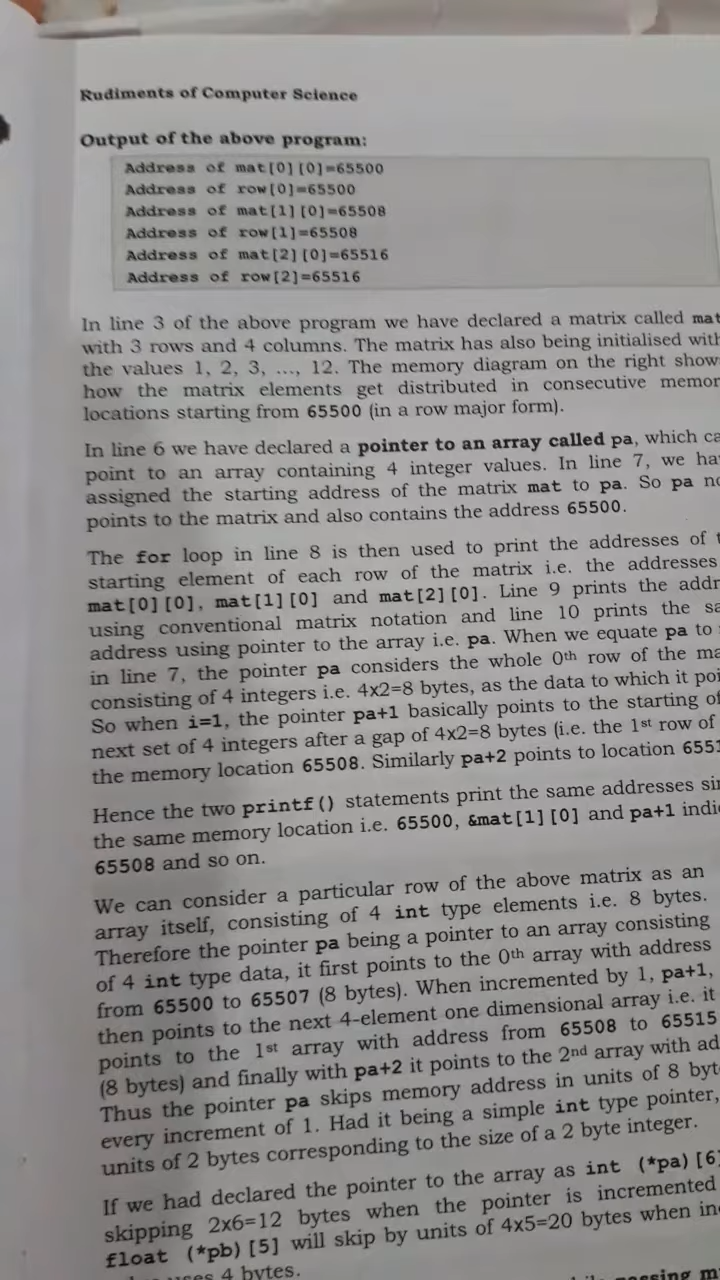 Rudiments of Computer Science
Output of the above program:
Address of mat[0][0]=65500
Address of row[0]=65500
Address of mat[1][0]=65508
Address of row[1]=65508
Address of mat[2][0]=65516
Address of row[2]=65516
In line 3 of the above program we have declared a matrix called mat
with 3 rows and 4 columns. The matrix has also being initialised with
the values 1, 2, 3, ..., 12. The memory diagram on the right show
how the matrix elements get distributed in consecutive memor
locations starting from 65500 (in a row major form).
In line 6 we have declared a pointer to an array called pa, which ca
point to an array containing 4 integer values. In line 7, we ha
assigned the starting address of the matrix mat to pa. So pa no
points to the matrix and also contains the address 65500.
The for loop in line 8 is then used to print the addresses of t
starting element of each row of the matrix i.e. the addresses
mat[0][0], mat[1][0] and mat[2][0]. Line 9 prints the addr
using conventional matrix notation and line 10 prints the sa
address using pointer to the array i.e. pa. When we equate pa to
in line 7, the pointer pa considers the whole 0th row of the ma
consisting of 4 integers i.e. 4x2=8 bytes, as the data to which it poi
So when i=1, the pointer pa+1 basically points to the starting of
next set of 4 integers after a gap of 4x2=8 bytes (i.e. the 1st row of
the memory location 65508. Similarly pa+2 points to location 6551
Hence the two printf() statements print the same addresses sin
the same memory location i.e. 65500, &mat[1][0] and pa+1 indi
65508 and so on.
We can consider a particular row of the above matrix as an
array itself, consisting of 4 int type elements i.e. 8 bytes.
Therefore the pointer pa being a pointer to an array consisting
of 4 int type data, it first points to the 0th array with address
from 65500 to 65507 (8 bytes). When incremented by 1, pa+1,
then points to the next 4-element one dimensional array i.e. it
points to the 1st array with address from 65508 to 65515
(8 bytes) and finally with pa+2 it points to the 2nd array with ad
Thus the pointer pa skips memory address in units of 8 byt
every increment of 1. Had it being a simple int type pointer,
units of 2 bytes corresponding to the size of a 2 byte integer.
If we had declared the pointer to the array as int (*pa)[6]
skipping 2x6=12 bytes when the pointer is incremented
float (*pb)[5] will skip by units of 4x5=20 bytes when in
4 bytes.